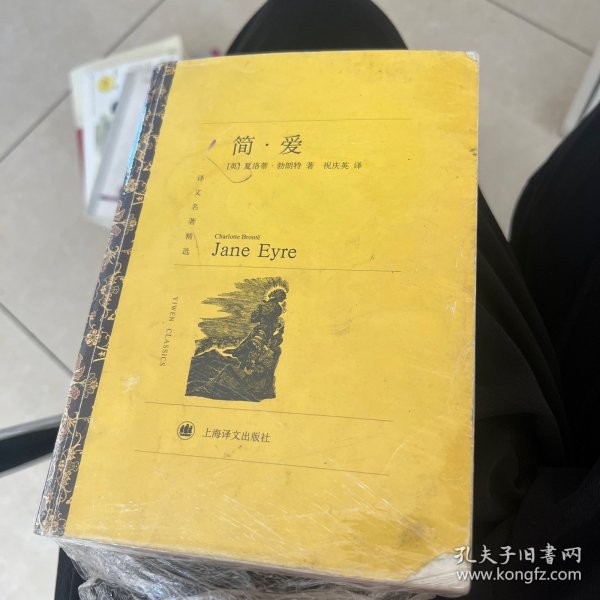 简·爱
[英] 夏洛蒂·勃朗特 著 祝庆英 译
译文名著精选
Charlotte Brontë
Jane Eyre
YIWEN CLASSICS
上海译文出版社
孔夫子旧书网
www.kongfz.com